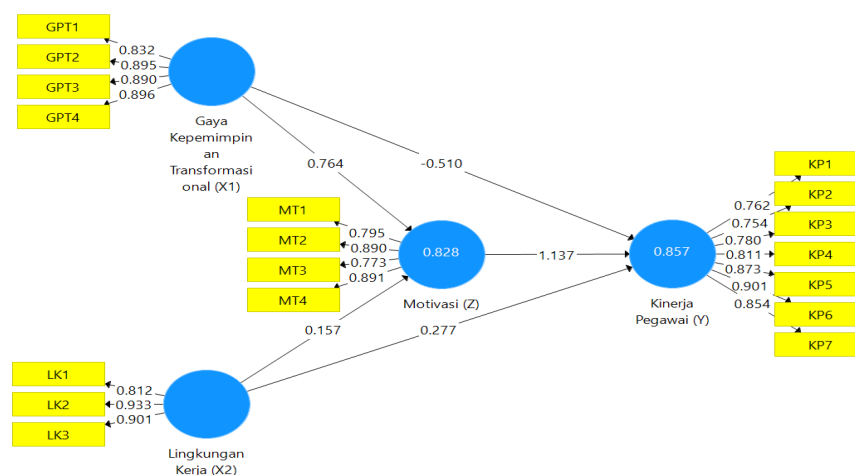 GPT1
GPT2
GPT3
GPT4
0.832
0.895
0.890
0.896
Gaya
Kepemimpin
an
Transformasi
onal (X1)
0.764
-0.510
MT1
MT2
MT3
MT4
0.795
0.890
0.773
0.891
0.828
Motivasi (Z)
1.137
0.857
Kinerja
Pegawai (Y)
0.762
0.754
0.780
0.811
0.873
0.901
0.854
KP1
KP2
KP3
KP4
KP5
KP6
KP7
0.157
0.277
LK1
LK2
LK3
0.812
0.933
0.901
Lingkungan
Kerja (X2)